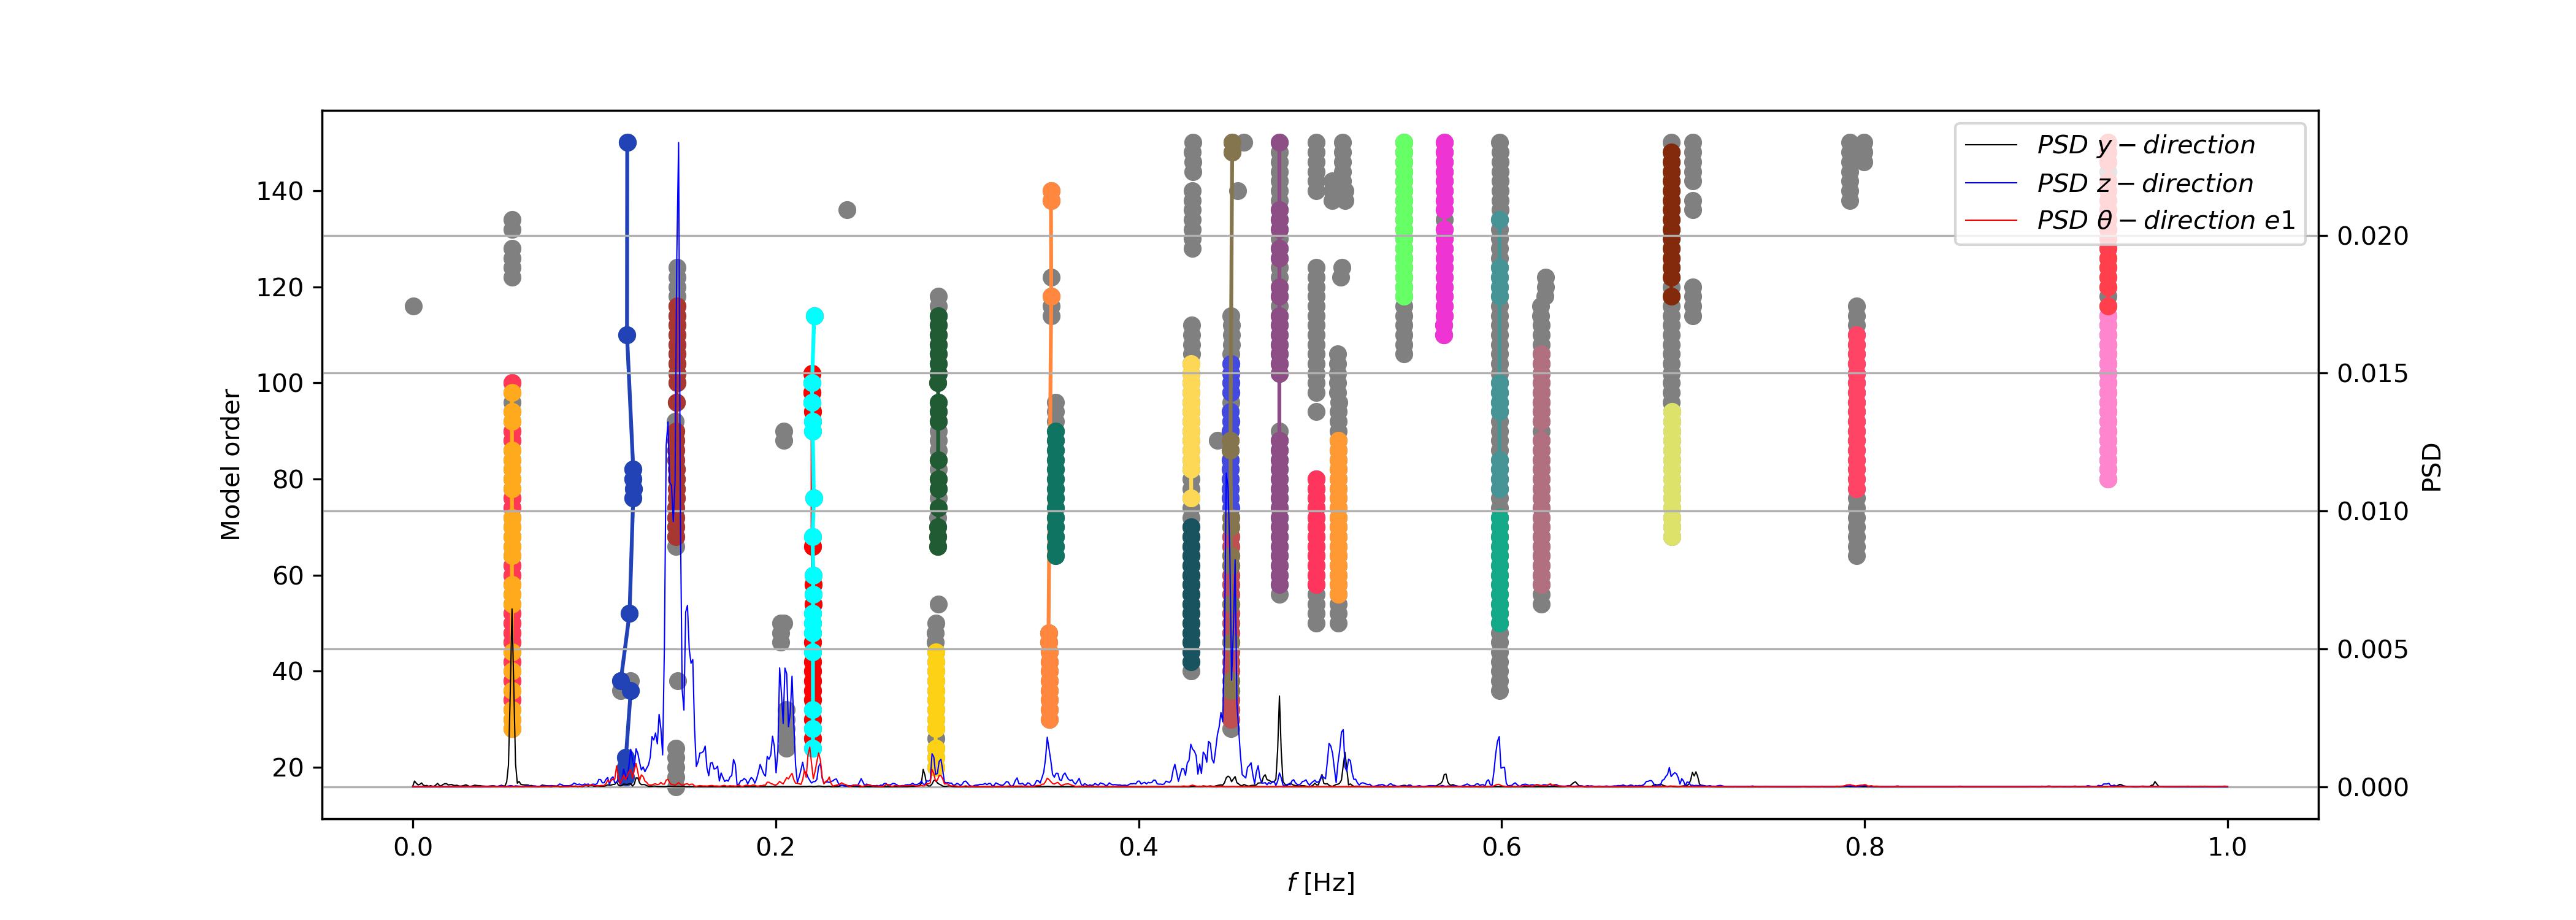 PSD y − direction
PSD z − direction
PSD θ − direction e1
140
120
100
80
60
40
20
Model order
0.020
0.015
0.010
0.005
0.000
PSD
0.0 0.2 0.4 0.6 0.8 1.0
f [Hz]